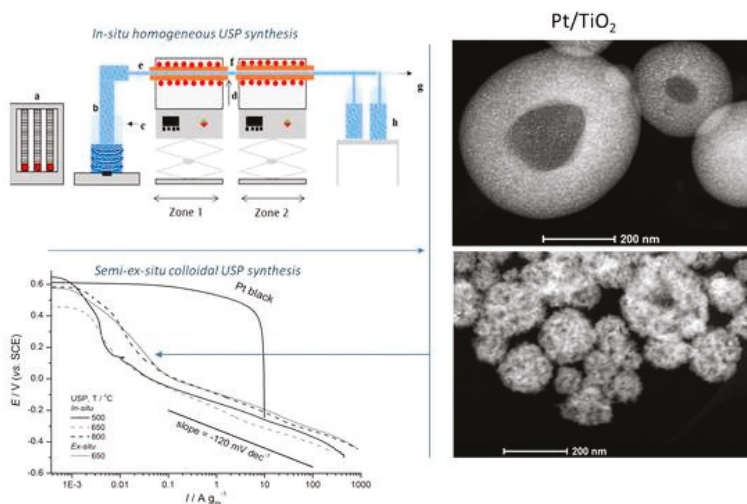 In-situ homogeneous USP synthesis
Pt/TiO₂
a
b
c
e
f
d
g
h
Zone 1
Zone 2
200 nm
Semi-ex-situ colloidal USP synthesis
Pt black
E / V (vs. SCE)
0.6
0.4
0.2
0.0
-0.2
-0.4
-0.6
USP, T / °C
In-situ
500
650
800
Ex-situ
650
slope = -120 mV dec⁻¹
1E-3 0.01 0.1 1 10 100 1000
I / A g
200 nm